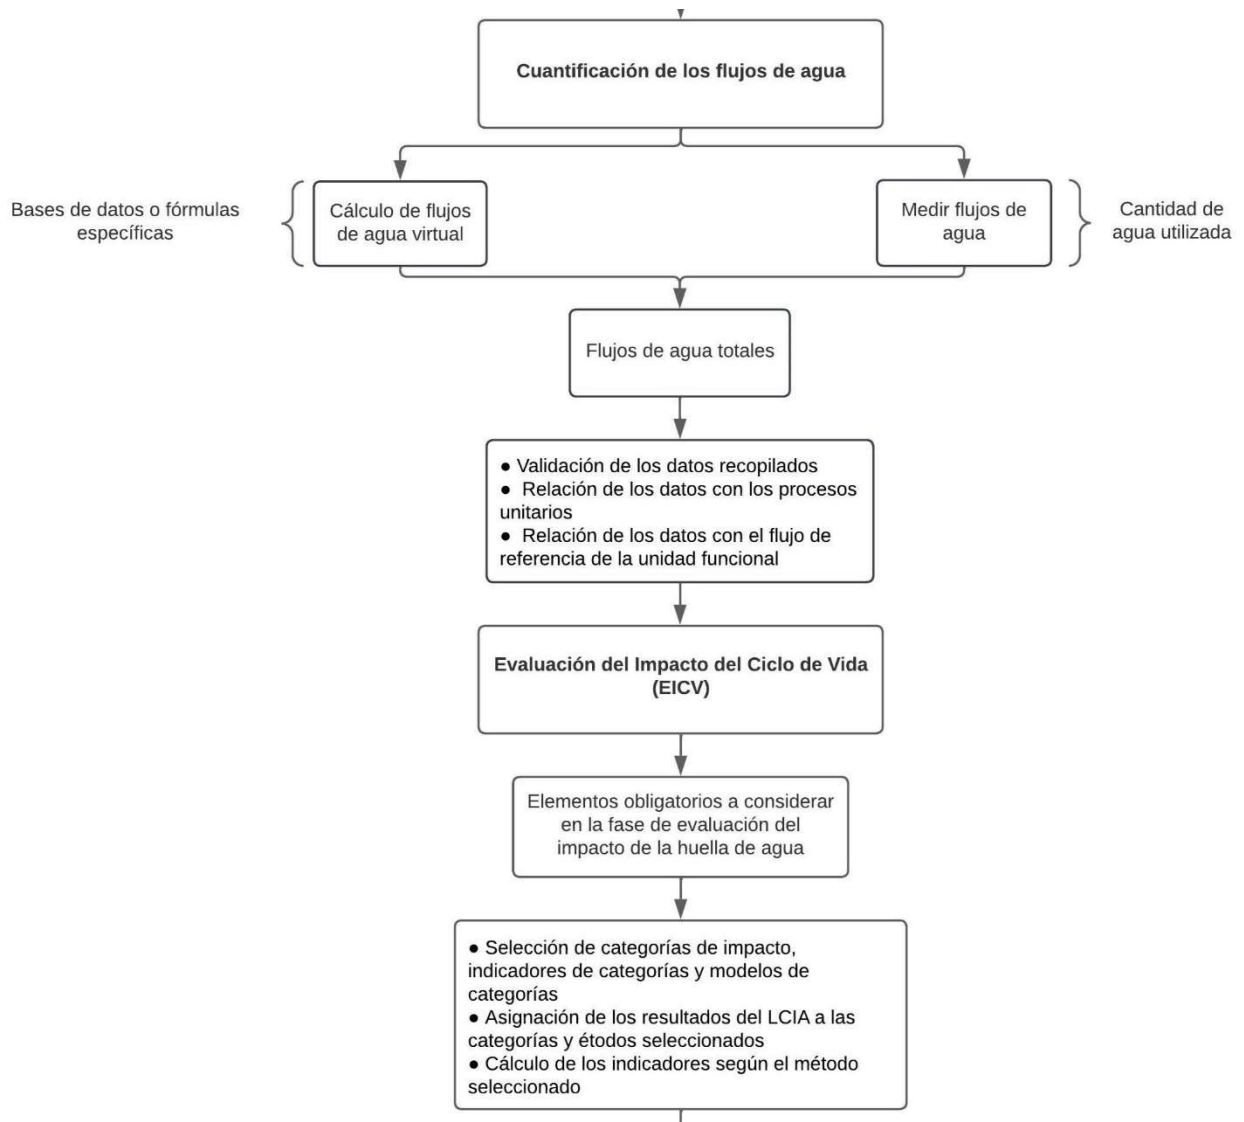 Cuantificación de los flujos de agua
Bases de datos o fórmulas
específicas
Cálculo de flujos
de agua virtual
Medir flujos de
agua
Cantidad de
agua utilizada
Flujos de agua totales
● Validación de los datos recopilados
● Relación de los datos con los procesos
unitarios
● Relación de los datos con el flujo de
referencia de la unidad funcional
Evaluación del Impacto del Ciclo de Vida
(EICV)
Elementos obligatorios a considerar
en la fase de evaluación del
impacto de la huella de agua
● Selección de categorías de impacto,
indicadores de categorías y modelos de
categorías
● Asignación de los resultados del LCIA a las
categorías y étodos seleccionados
● Cálculo de los indicadores según el método
seleccionado